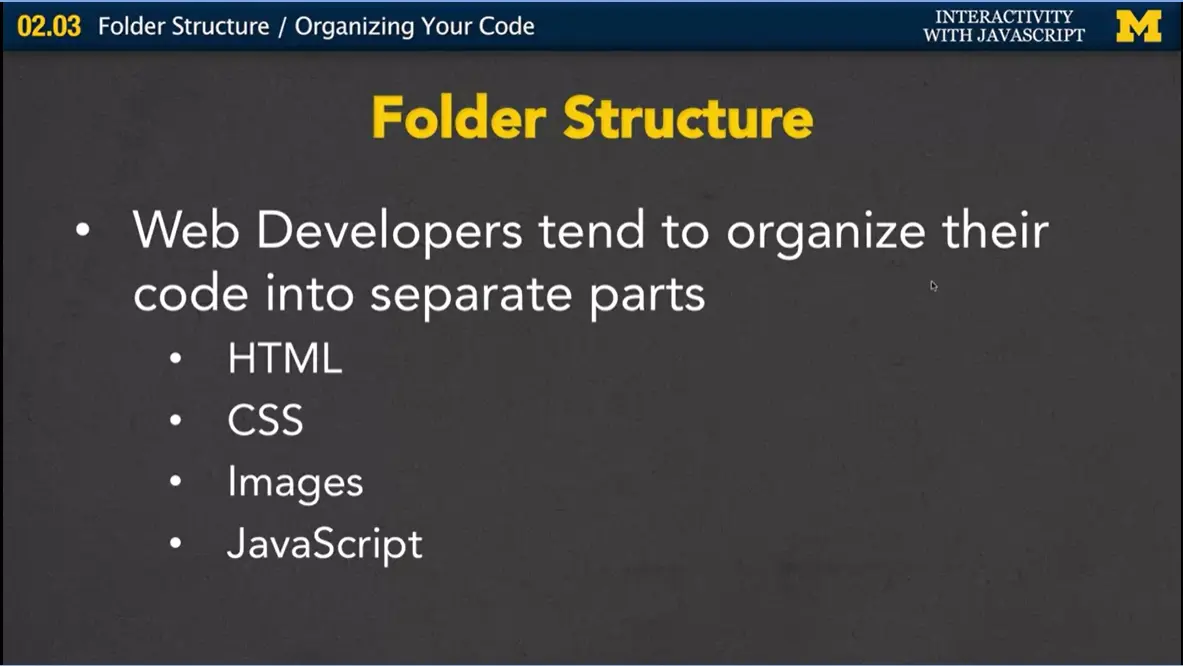 02.03 Folder Structure / Organizing Your Code
INTERACTIVITY
WITH JAVASCRIPT
M
Folder Structure
• Web Developers tend to organize their
code into separate parts
• HTML
• CSS
• Images
• JavaScript